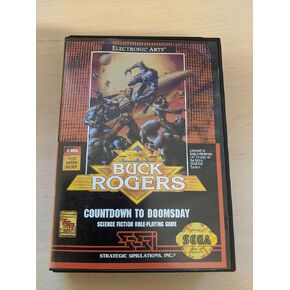 ELECTRONIC ARTS
BUCK
ROGERS
COUNTDOWN TO DOOMSDAY
SCIENCE FICTION ROLE-PLAYING GAME
SSI
STRATEGIC SIMULATIONS, INC.
SEGA